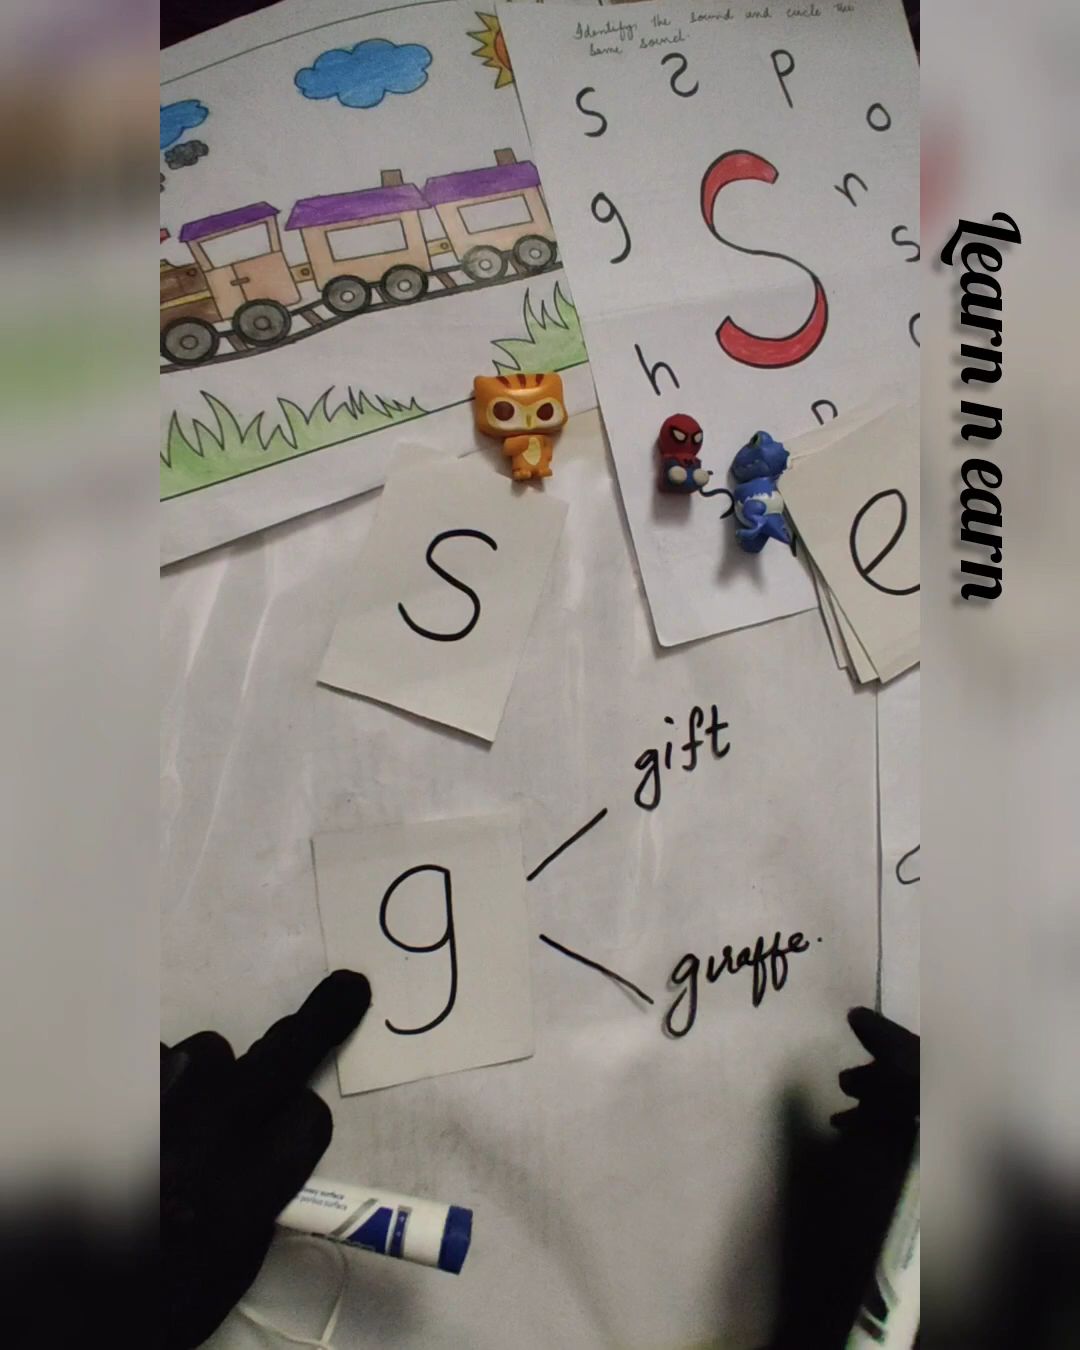 Identify the sound and circle the
same sound.
s
s
p
o
g
S
n
s
h
n
s
s
e
gift
g
giraffe.
Learn n earn